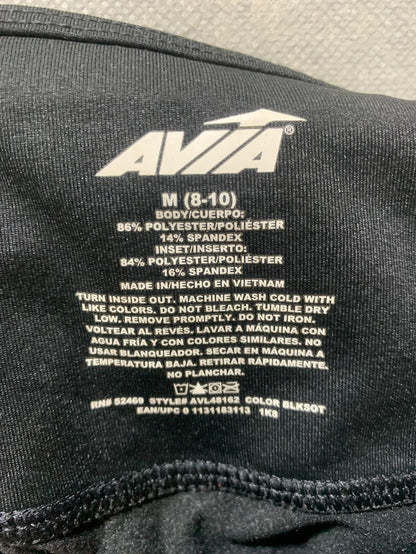 AVIA®
M (8-10)
BODY/CUERPO:
86% POLYESTER/POLIÉSTER
14% SPANDEX
INSET/INSERTO:
84% POLYESTER/POLIÉSTER
16% SPANDEX
MADE IN/HECHO EN VIETNAM
TURN INSIDE OUT. MACHINE WASH COLD WITH
LIKE COLORS. DO NOT BLEACH. TUMBLE DRY
LOW. REMOVE PROMPTLY. DO NOT IRON.
VOLTEAR AL REVÉS. LAVAR A MÁQUINA CON
AGUA FRÍA Y CON COLORES SIMILARES. NO
USAR BLANQUEADOR. SECAR EN MÁQUINA A
TEMPERATURA BAJA. RETIRAR RÁPIDAMENTE.
NO PLANCHAR.
RN# 52469 STYLE# AVL48162 COLOR BLKSOT
EAN/UPC 0 1131183113 1K8